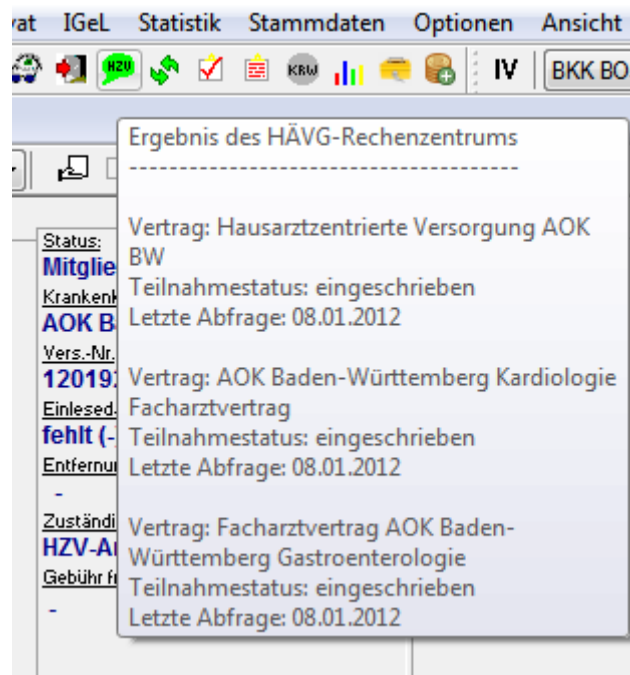 IGeL Statistik Stammdaten Optionen Ansicht
HZV KRW IV BKK BO
Ergebnis des HÄVG-Rechenzentrums
---------------------------------------
Vertrag: Hausarztzentrierte Versorgung AOK
BW
Teilnahmestatus: eingeschrieben
Letzte Abfrage: 08.01.2012
Vertrag: AOK Baden-Württemberg Kardiologie
Facharztvertrag
Teilnahmestatus: eingeschrieben
Letzte Abfrage: 08.01.2012
Vertrag: Facharztvertrag AOK Baden-
Württemberg Gastroenterologie
Teilnahmestatus: eingeschrieben
Letzte Abfrage: 08.01.2012
Status:
Mitglie
Krankenk
AOK B
Vers.-Nr.
12019
Einlesed
fehlt (-
Entfernu
-
Zuständi
HZV-A
Gebühr f
-